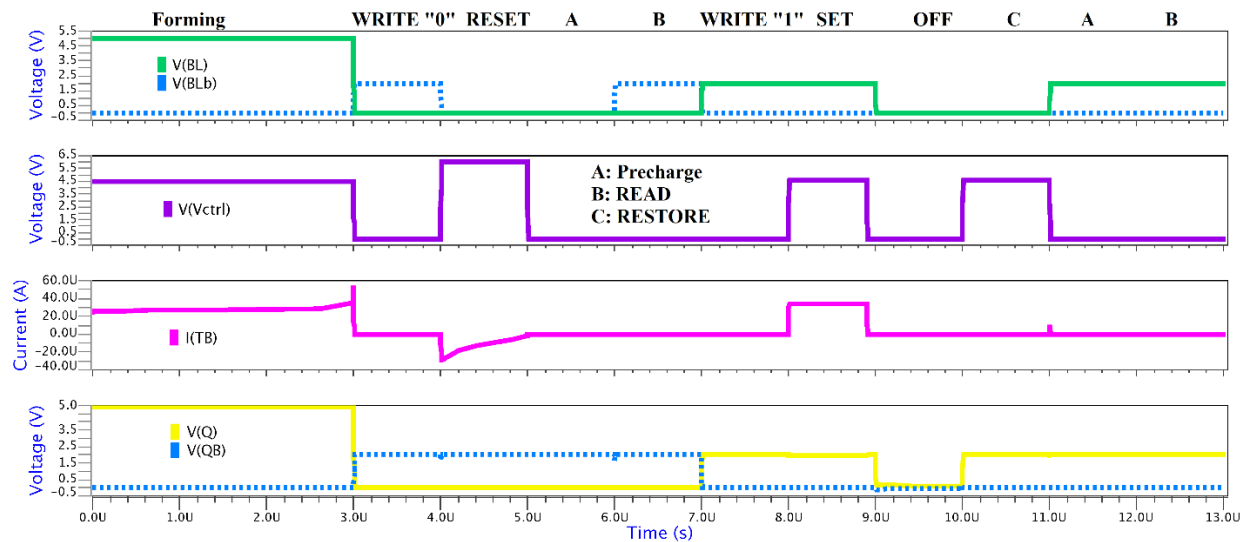 Forming WRITE "0" RESET A B WRITE "1" SET OFF C A B
Voltage (V)
5.5
4.5
3.5
2.5
1.5
0.5
−0.5
V(BL)
V(BLb)
Voltage (V)
6.5
5.5
4.5
3.5
2.5
1.5
0.5
−0.5
V(Vctrl)
A: Precharge
B: READ
C: RESTORE
Current (A)
60.0U
40.0U
20.0U
0.0U
−20.0U
−40.0U
I(TB)
Voltage (V)
5.0
2.5
1.5
0.5
−0.5
V(Q)
V(QB)
0.0U 1.0U 2.0U 3.0U 4.0U 5.0U 6.0U 7.0U 8.0U 9.0U 10.0U 11.0U 12.0U 13.0U
Time (s)